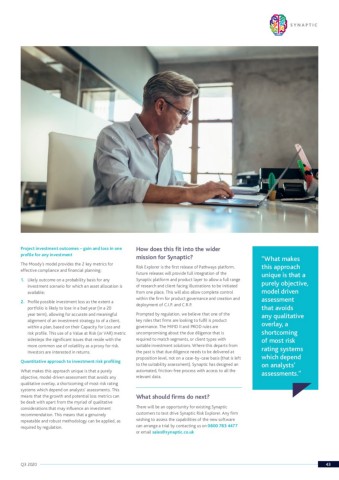 SYNAPTIC
Project investment outcomes – gain and loss in one
profile for any investment
The Moody's model provides the 2 key metrics for
effective compliance and financial planning:
1. Likely outcome on a probability basis for any
investment scenario for which an asset allocation is
available.
2. Profile possible investment loss as the extent a
portfolio is likely to lose in a bad year (in a 20
year term), allowing for accurate and meaningful
alignment of an investment strategy to of a client,
within a plan, based on their Capacity for Loss and
risk profile. This use of a Value at Risk (or VAR) metric
sidesteps the significant issues that reside with the
more common use of volatility as a proxy for risk.
Investors are interested in returns.
Quantitative approach to investment risk profiling
What makes this approach unique is that a purely
objective, model driven assessment that avoids any
qualitative overlay, a shortcoming of most risk rating
systems which depend on analysts' assessments. This
means that the growth and potential loss metrics can
be dealt with apart from the myriad of qualitative
considerations that may influence an investment
recommendation. This means that a genuinely
repeatable and robust methodology can be applied, as
required by regulation.
How does this fit into the wider
mission for Synaptic?
Risk Explorer is the first release of Pathways platform.
Future releases will provide full integration of the
Synaptic platform and product layer to allow a full range
of research and client facing illustrations to be initiated
from one place. This will also allow complete control
within the firm for product governance and creation and
deployment of C.I.P. and C.R.P.
Prompted by regulation, we believe that one of the
key roles that firms are looking to fulfil is product
governance. The MiFID II and PROD rules are
uncompromising about the due diligence that is
required to match segments, or client types with
suitable investment solutions. Where this departs from
the past is that due diligence needs to be delivered at
proposition level, not on a case-by-case basis (that is left
to the suitability assessment). Synaptic has designed an
automated, friction-free process with access to all the
relevant data.
What should firms do next?
There will be an opportunity for existing Synaptic
customers to test drive Synaptic Risk Explorer. Any firm
wishing to assess the capabilities of the new software
can arrange a trial by contacting us on 0800 783 4477
or email sales@synaptic.co.uk
"What makes
this approach
unique is that a
purely objective,
model driven
assessment
that avoids
any qualitative
overlay, a
shortcoming
of most risk
rating systems
which depend
on analysts'
assessments."
Q3 2020
43